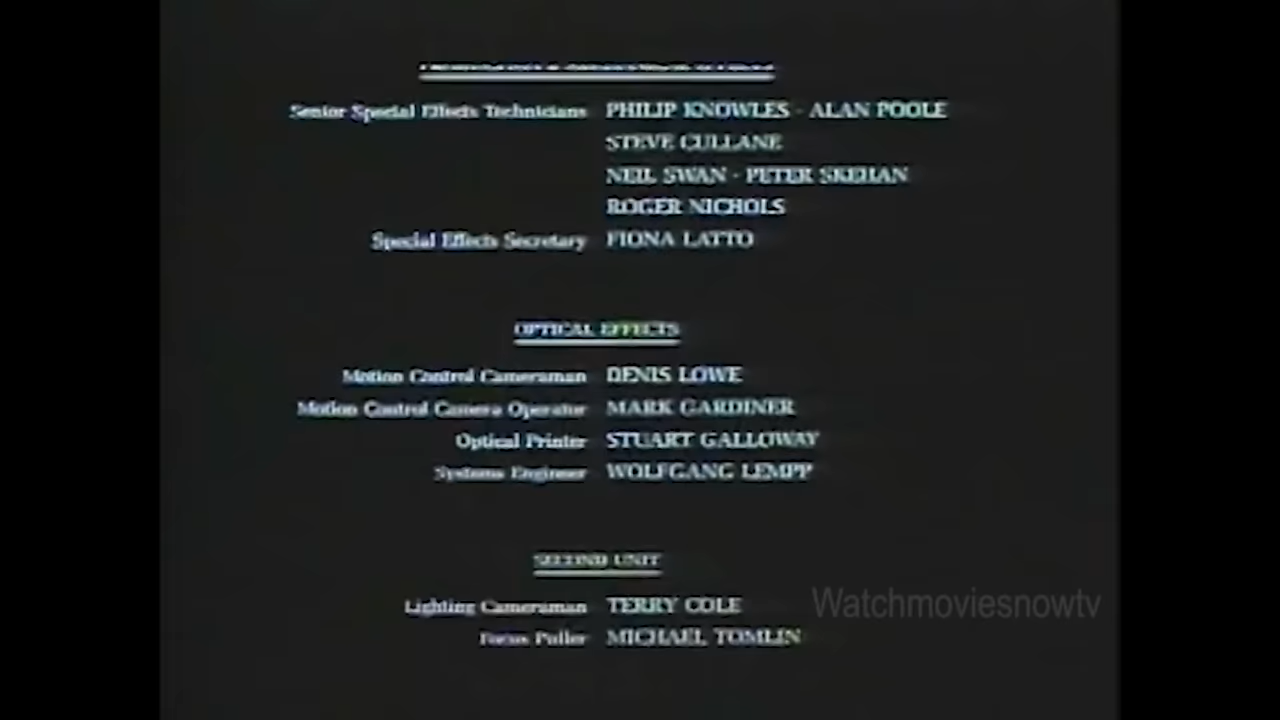 Senior Special Effects Technicians PHILIP KNOWLES · ALAN POOLE
STEVE CULLANE
NEIL SWAN · PETER SKEHAN
ROGER NICHOLS
Special Effects Secretary FIONA LATTO
OPTICAL EFFECTS
Motion Control Cameraman DENIS LOWE
Motion Control Camera Operator MARK GARDINER
Optical Printer STUART GALLOWAY
Systems Engineer WOLFGANG LEMPP
SECOND UNIT
Lighting Cameraman TERRY COLE
Watchmoviesnowtv
Focus Puller MICHAEL TOMLIN